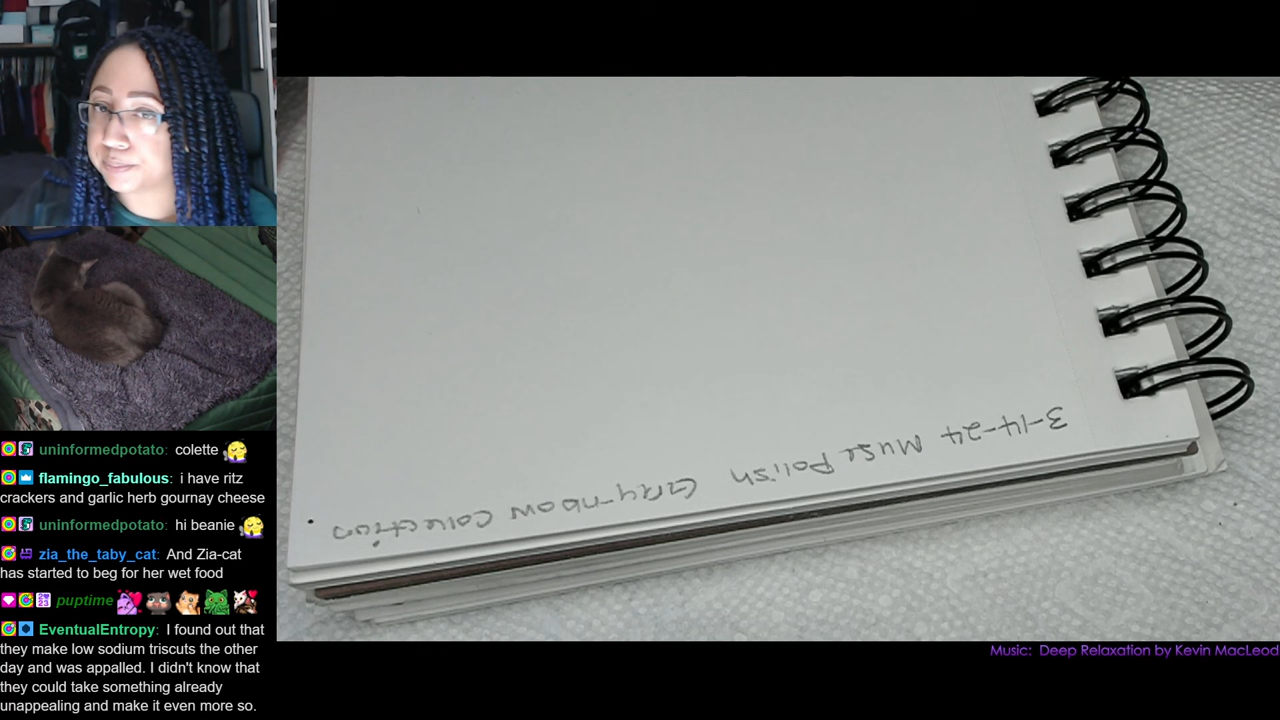 uninformedpotato: colette
flamingo_fabulous: i have ritz
crackers and garlic herb gournay cheese
uninformedpotato: hi beanie
zia_the_taby_cat: And Zia-cat
has started to beg for her wet food
puptime
EventualEntropy: I found out that
they make low sodium triscuts the other
day and was appalled. I didn't know that
they could take something already
unappealing and make it even more so.
3-14-24 Muse Polish Gray-nbow Collection
Music: Deep Relaxation by Kevin MacLeod